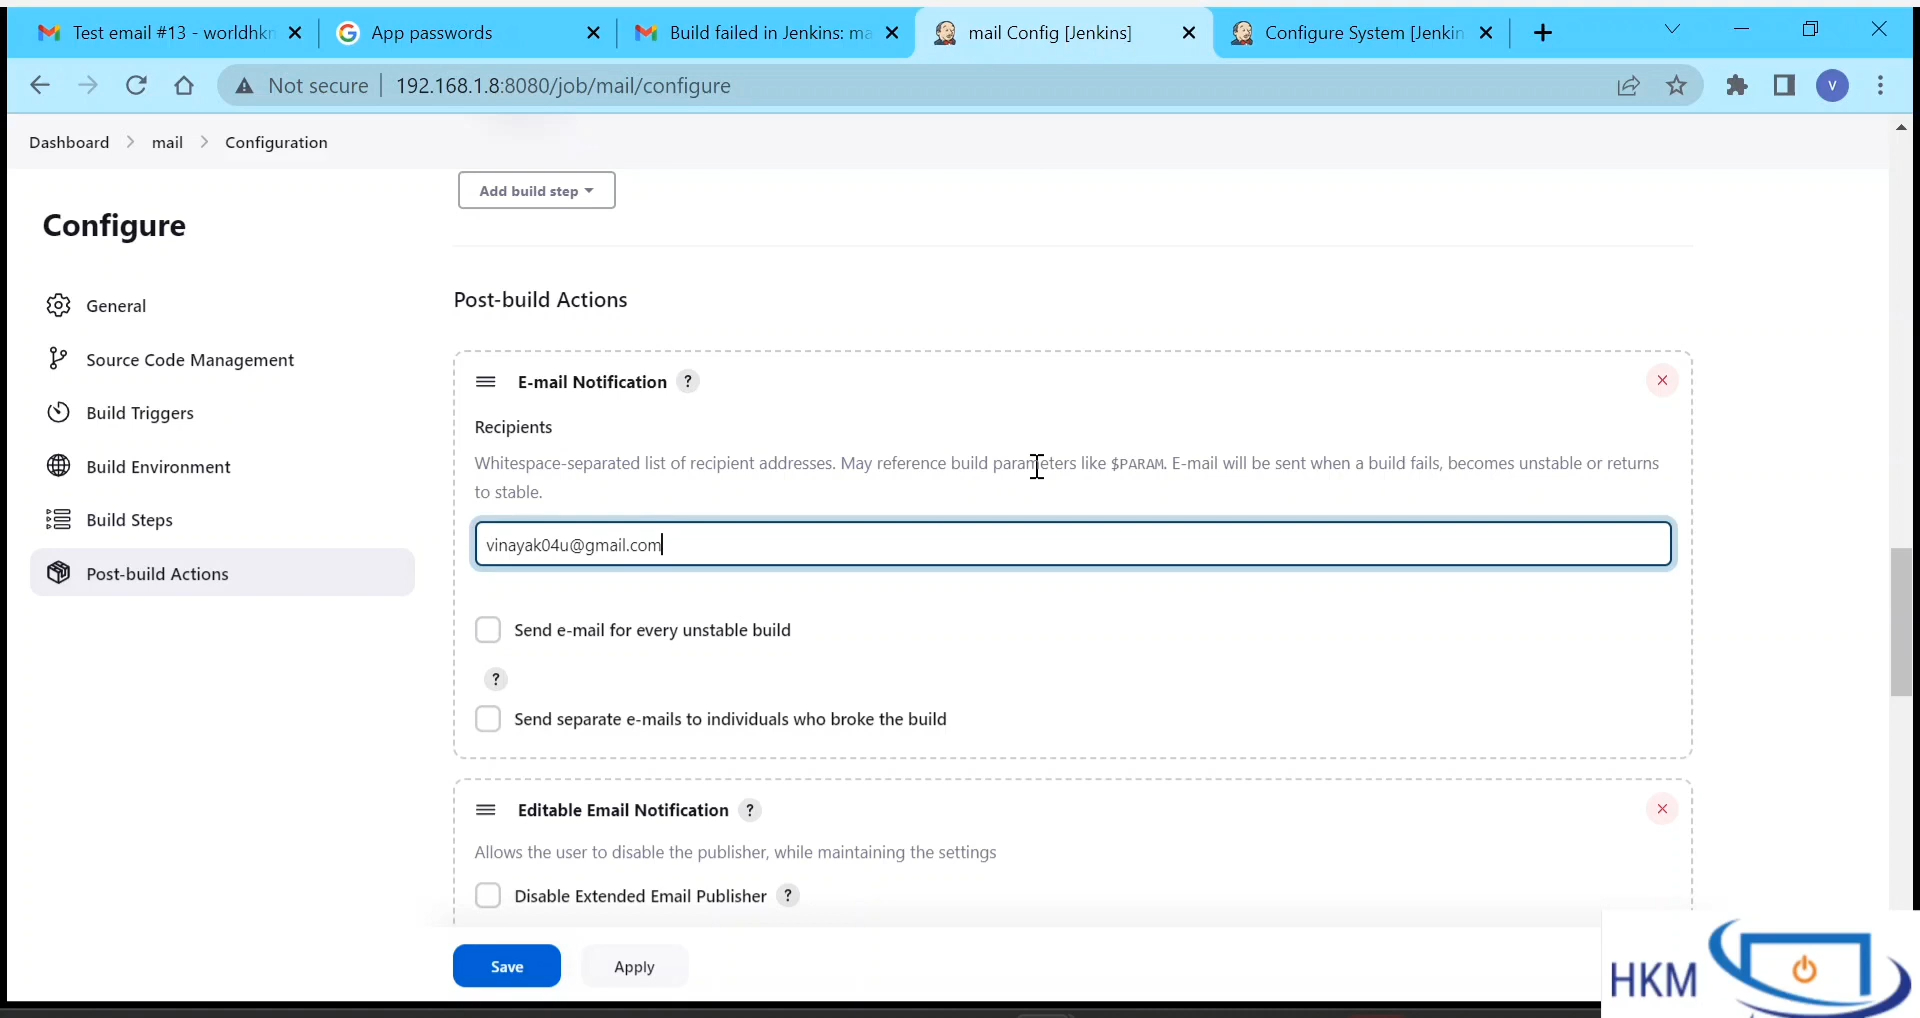 Test email #13 - worldhkm
App passwords
Build failed in Jenkins: ma
mail Config [Jenkins]
Configure System [Jenkin
Not secure 192.168.1.8:8080/job/mail/configure
V
Dashboard mail Configuration
Add build step
Configure
Post-build Actions
General
Source Code Management
Build Triggers
Build Environment
Build Steps
Post-build Actions
E-mail Notification ?
Recipients
Whitespace-separated list of recipient addresses. May reference build parameters like $PARAM. E-mail will be sent when a build fails, becomes unstable or returns
to stable.
vinayak04u@gmail.com
Send e-mail for every unstable build
?
Send separate e-mails to individuals who broke the build
Editable Email Notification ?
Allows the user to disable the publisher, while maintaining the settings
Disable Extended Email Publisher ?
Save Apply
HKM